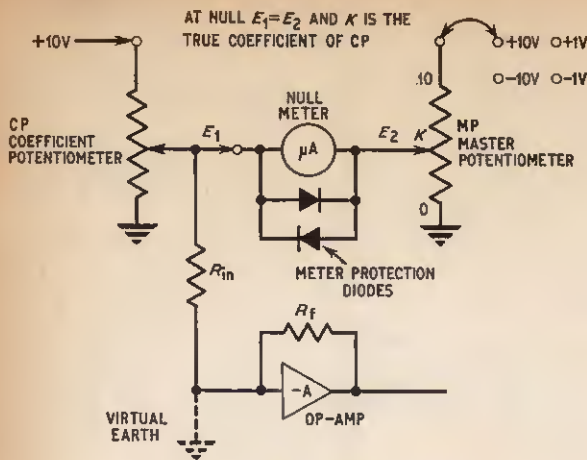 AT NULL E₁=E₂ AND K IS THE
TRUE COEFFICIENT OF CP
+10V
+10V
+1V
-10V
-1V
CP
COEFFICIENT
POTENTIOMETER
E₁
NULL
METER
μA
E₂
K
.10
0
MP
MASTER
POTENTIOMETER
METER PROTECTION
DIODES
Rin
Rf
-A
OP-AMP
VIRTUAL
EARTH